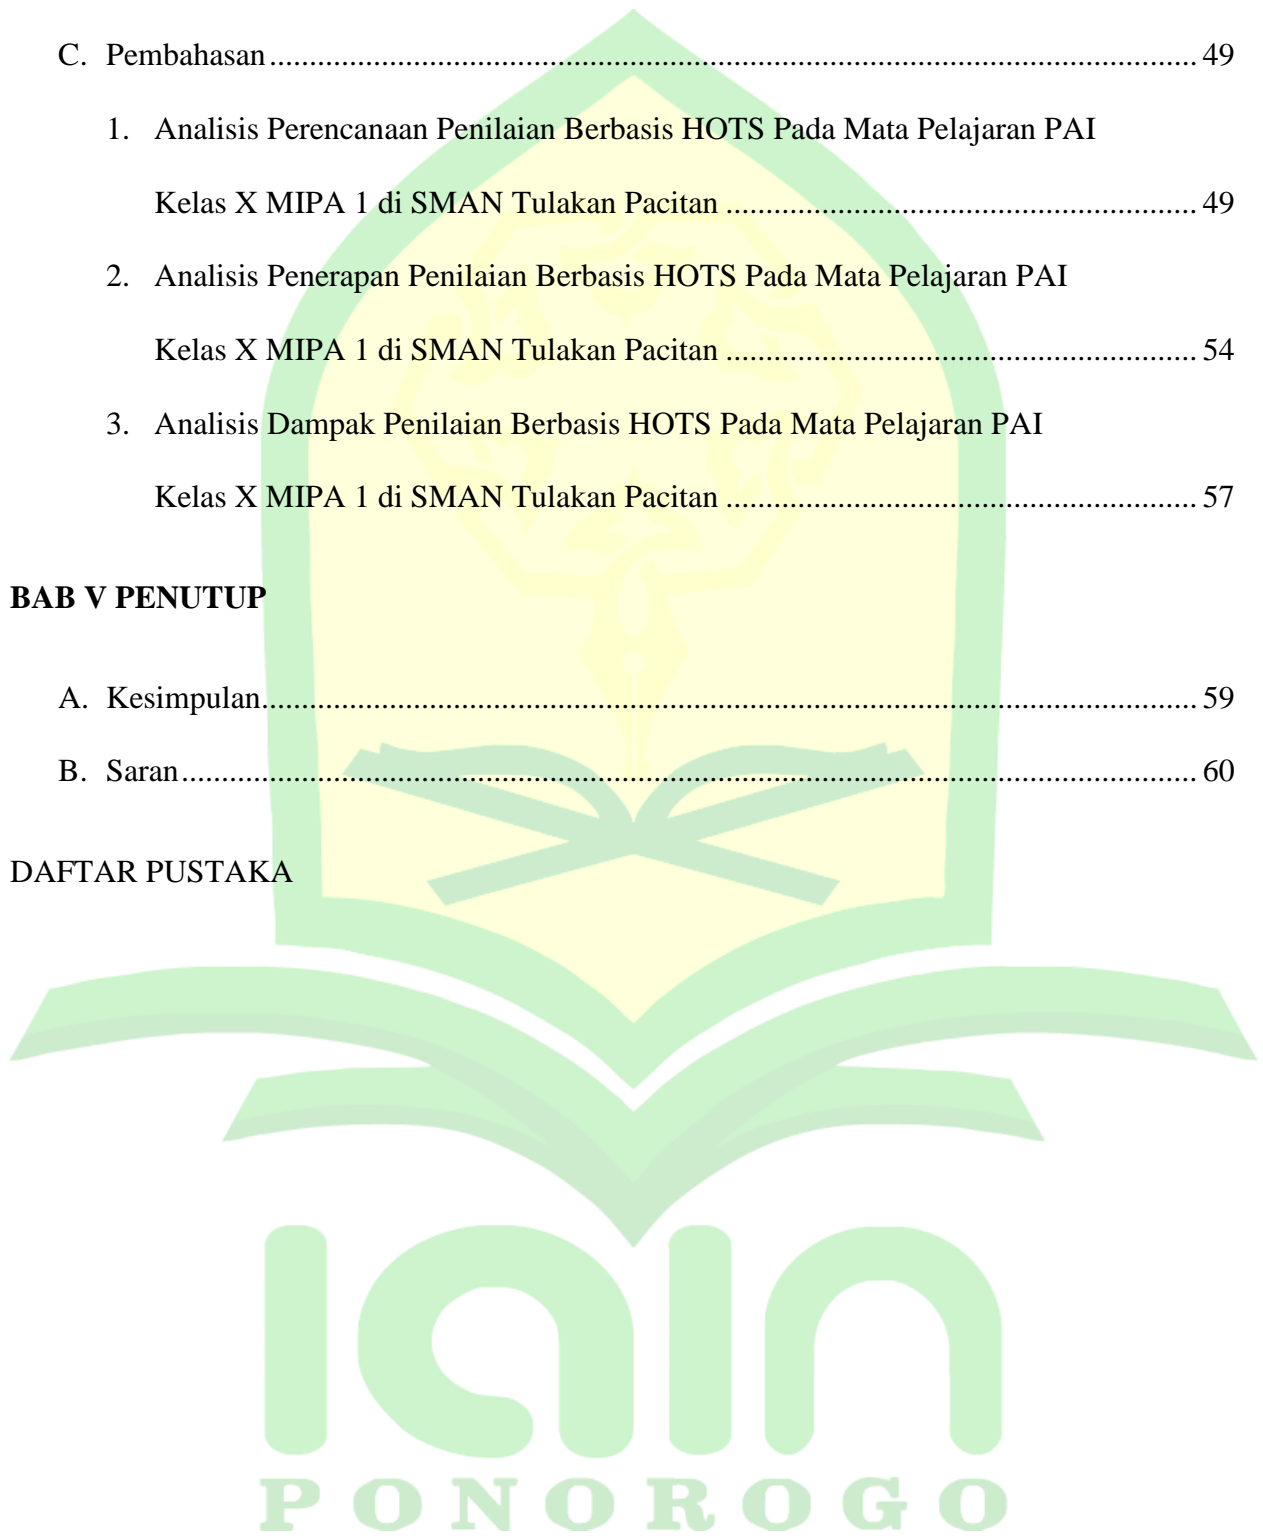 C. Pembahasan.................................................................................................................... 49
1. Analisis Perencanaan Penilaian Berbasis HOTS Pada Mata Pelajaran PAI
Kelas X MIPA 1 di SMAN Tulakan Pacitan ........................................................... 49
2. Analisis Penerapan Penilaian Berbasis HOTS Pada Mata Pelajaran PAI
Kelas X MIPA 1 di SMAN Tulakan Pacitan ........................................................... 54
3. Analisis Dampak Penilaian Berbasis HOTS Pada Mata Pelajaran PAI
Kelas X MIPA 1 di SMAN Tulakan Pacitan ........................................................... 57
BAB V PENUTUP
A. Kesimpulan..................................................................................................................... 59
B. Saran............................................................................................................................... 60
DAFTAR PUSTAKA
iain
PONOROGO